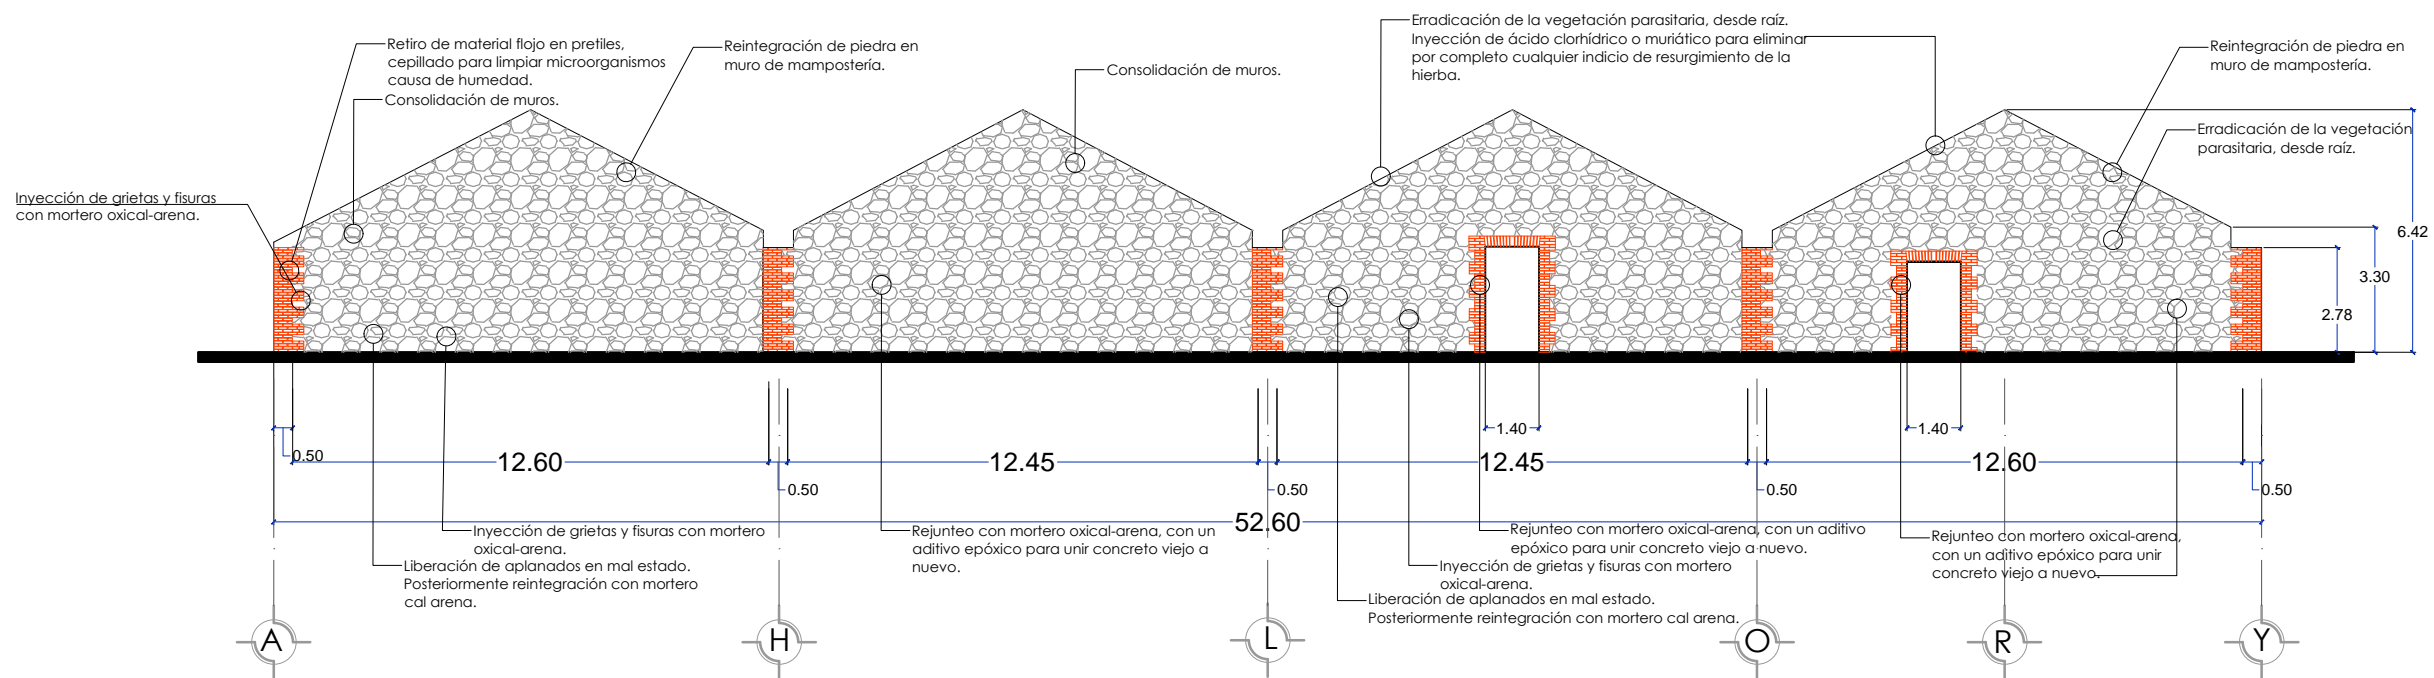 Retiro de material flojo en pretiles,
cepillado para limpiar microorganismos
causa de humedad.
Consolidación de muros.
Reintegración de piedra en
muro de mampostería.
Consolidación de muros.
Erradicación de la vegetación parasitaria, desde raíz.
Inyección de ácido clorhídrico o muriático para eliminar
por completo cualquier indicio de resurgimiento de la
hierba.
Reintegración de piedra en
muro de mampostería.
Erradicación de la vegetación
parasitaria, desde raíz.
Inyección de grietas y fisuras
con mortero oxical-arena.
6.42
3.30
2.78
1.40
1.40
0.50
12.60
12.45
12.45
12.60
0.50
0.50
0.50
0.50
52.60
Inyección de grietas y fisuras con mortero
oxical-arena.
Liberación de aplanados en mal estado.
Posteriormente reintegración con mortero
cal arena.
Rejunteo con mortero oxical-arena, con un
aditivo epóxico para unir concreto viejo a
nuevo.
Rejunteo con mortero oxical-arena, con un aditivo
epóxico para unir concreto viejo a nuevo.
Inyección de grietas y fisuras con mortero
oxical-arena.
Liberación de aplanados en mal estado.
Posteriormente reintegración con mortero cal arena.
Rejunteo con mortero oxical-arena,
con un aditivo epóxico para unir
concreto viejo a nuevo.
A
H
L
O
R
Y